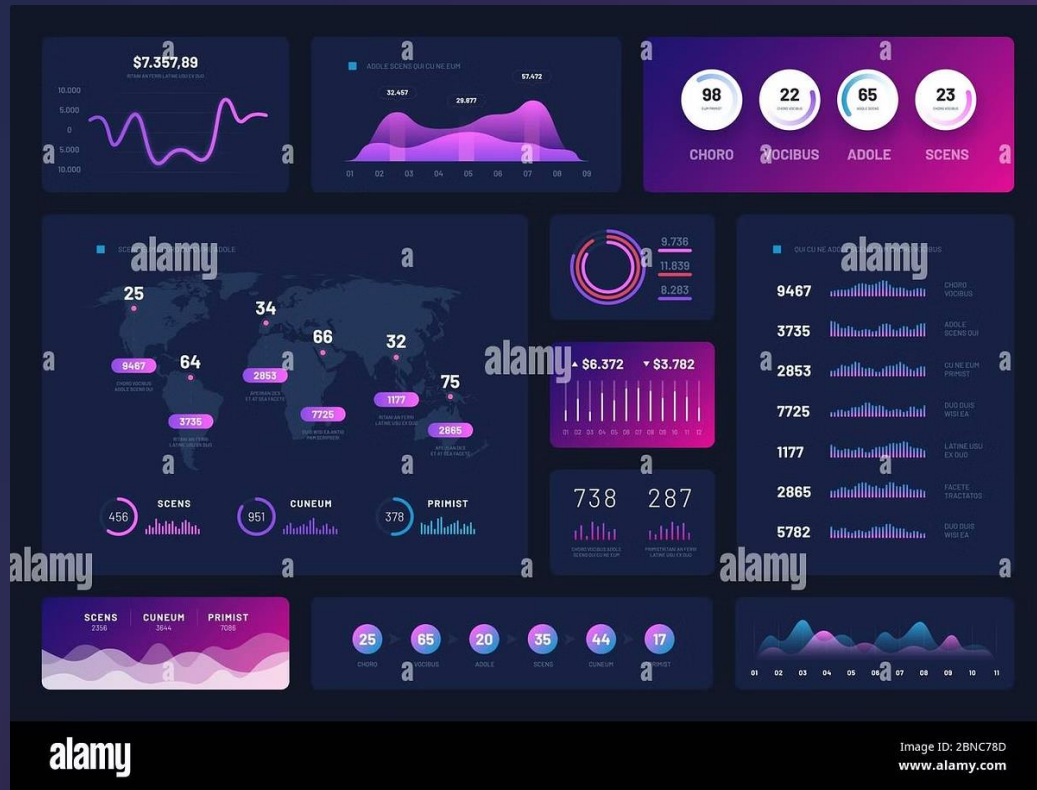 $7.357,89
10.000
5.000
0
5.000
10.000
ADOLE SCENS QUI CU NE EUM
32.457
29.877
57.472
01 02 03 04 05 06 07 08 09
98
22
65
23
CHORO VOCIBUS ADOLE SCENS
alamy
25
34
66
32
64
75
9467
2853
1177
7725
3735
2865
456 SCENS
951 CUNEUM
378 PRIMIST
9.736
11.839
8.283
alamy
$6.372 $3.782
01 02 03 04 05 06 07 08 09 10 11 12
738 287
alamy
9467 CHORO VOCIBUS
3735 ADOLE SCENS QUI
2853 CU NE EUM PRIMIST
7725 DUO DUIS WISI EA
1177 LATINE USU EX DUO
2865 FACETE TRACTATOS
5782 DUO DUIS WISI EA
alamy
alamy
SCENS CUNEUM PRIMIST
2356 3644 7086
25 65 20 35 44 17
CHORO VOCIBUS ADOLE SCENS CUNEUM PRIMIST
01 02 03 04 05 06 07 08 09 10 11
alamy
Image ID: 2BNC78D
www.alamy.com